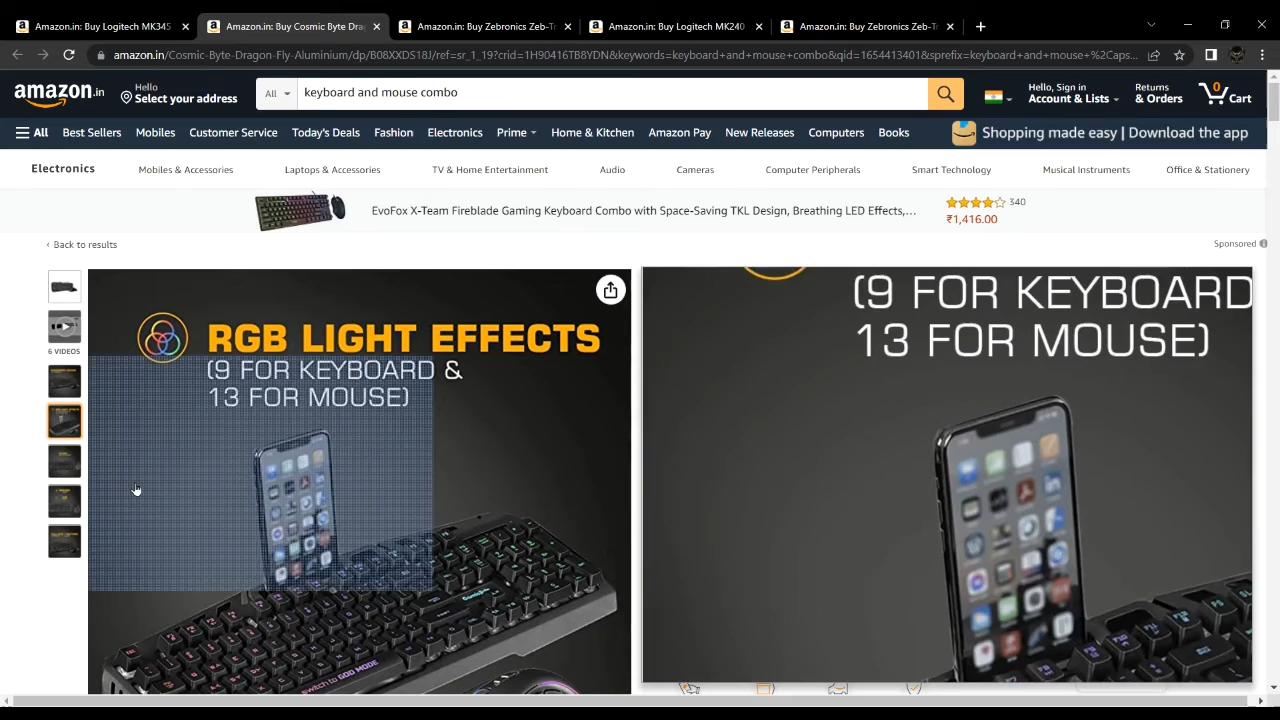 Amazon.in: Buy Logitech MK345
Amazon.in: Buy Cosmic Byte Dra
Amazon.in: Buy Zebronics Zeb-Tr
Amazon.in: Buy Logitech MK240
Amazon.in: Buy Zebronics Zeb-Tr
amazon.in/Cosmic-Byte-Dragon-Fly-Aluminium/dp/B08XXDS18J/ref=sr_1_19?crid=1H90416TB8YDN&keywords=keyboard+and+mouse+combo&qid=1654413401&sprefix=keyboard+and+mouse+%2Caps...
amazon.in
Hello
Select your address
All
keyboard and mouse combo
Hello, Sign in
Account & Lists
Returns
& Orders
0
Cart
All
Best Sellers
Mobiles
Customer Service
Today's Deals
Fashion
Electronics
Prime
Home & Kitchen
Amazon Pay
New Releases
Computers
Books
Shopping made easy | Download the app
Electronics
Mobiles & Accessories
Laptops & Accessories
TV & Home Entertainment
Audio
Cameras
Computer Peripherals
Smart Technology
Musical Instruments
Office & Stationery
EvoFox X-Team Fireblade Gaming Keyboard Combo with Space-Saving TKL Design, Breathing LED Effects,...
340
₹1,416.00
‹ Back to results
Sponsored
6 VIDEOS
RGB LIGHT EFFECTS
(9 FOR KEYBOARD &
13 FOR MOUSE)
switch to GOD MODE
(9 FOR KEYBOARD
13 FOR MOUSE)